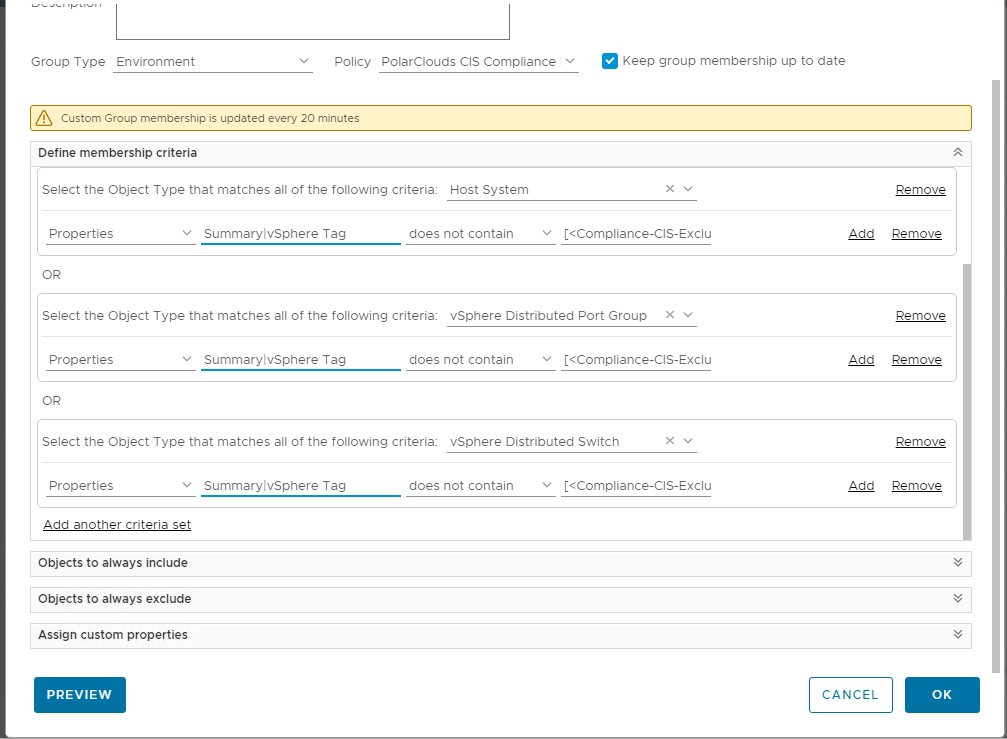 Description
Group Type Environment Policy PolarClouds CIS Compliance Keep group membership up to date
Custom Group membership is updated every 20 minutes
Define membership criteria
Select the Object Type that matches all of the following criteria: Host System Remove
Properties Summary|vSphere Tag does not contain [<Compliance-CIS-Exclu Add Remove
OR
Select the Object Type that matches all of the following criteria: vSphere Distributed Port Group Remove
Properties Summary|vSphere Tag does not contain [<Compliance-CIS-Exclu Add Remove
OR
Select the Object Type that matches all of the following criteria: vSphere Distributed Switch Remove
Properties Summary|vSphere Tag does not contain [<Compliance-CIS-Exclu Add Remove
Add another criteria set
Objects to always include
Objects to always exclude
Assign custom properties
PREVIEW CANCEL OK